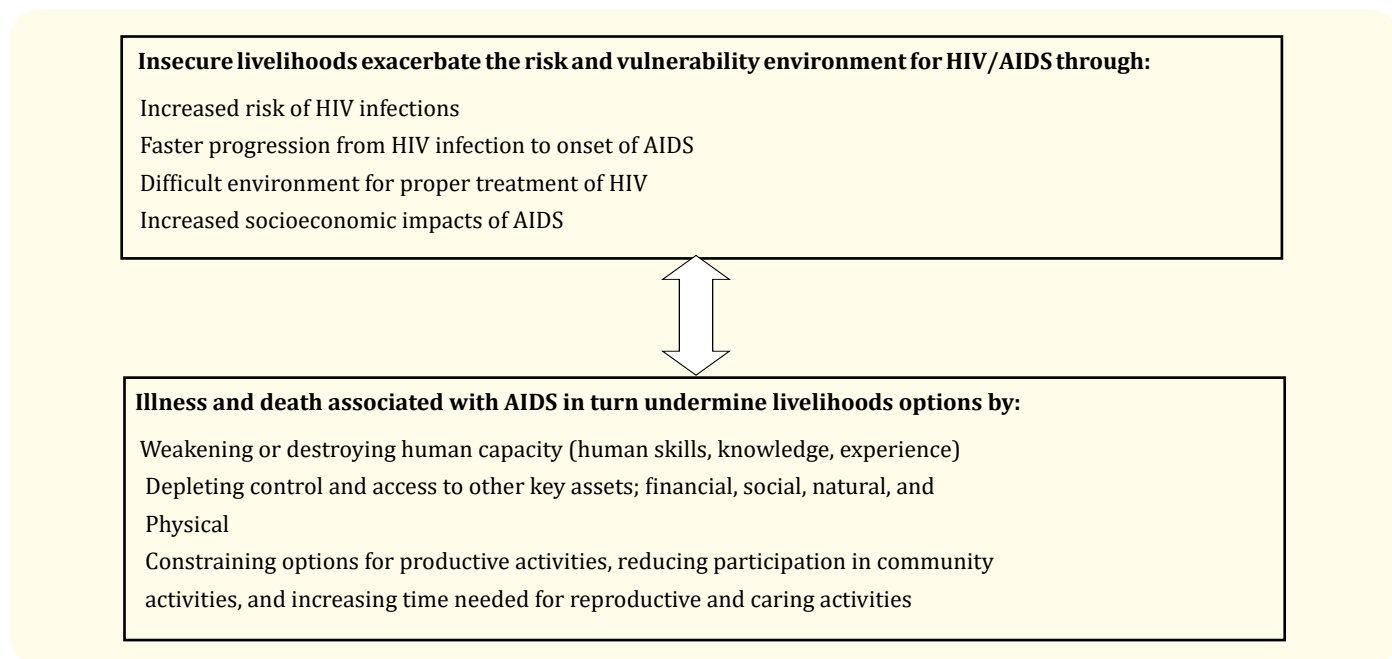 Insecure livelihoods exacerbate the risk and vulnerability environment for HIV/AIDS through:
Increased risk of HIV infections
Faster progression from HIV infection to onset of AIDS
Difficult environment for proper treatment of HIV
Increased socioeconomic impacts of AIDS
Illness and death associated with AIDS in turn undermine livelihoods options by:
Weakening or destroying human capacity (human skills, knowledge, experience)
Depleting control and access to other key assets; financial, social, natural, and
Physical
Constraining options for productive activities, reducing participation in community
activities, and increasing time needed for reproductive and caring activities